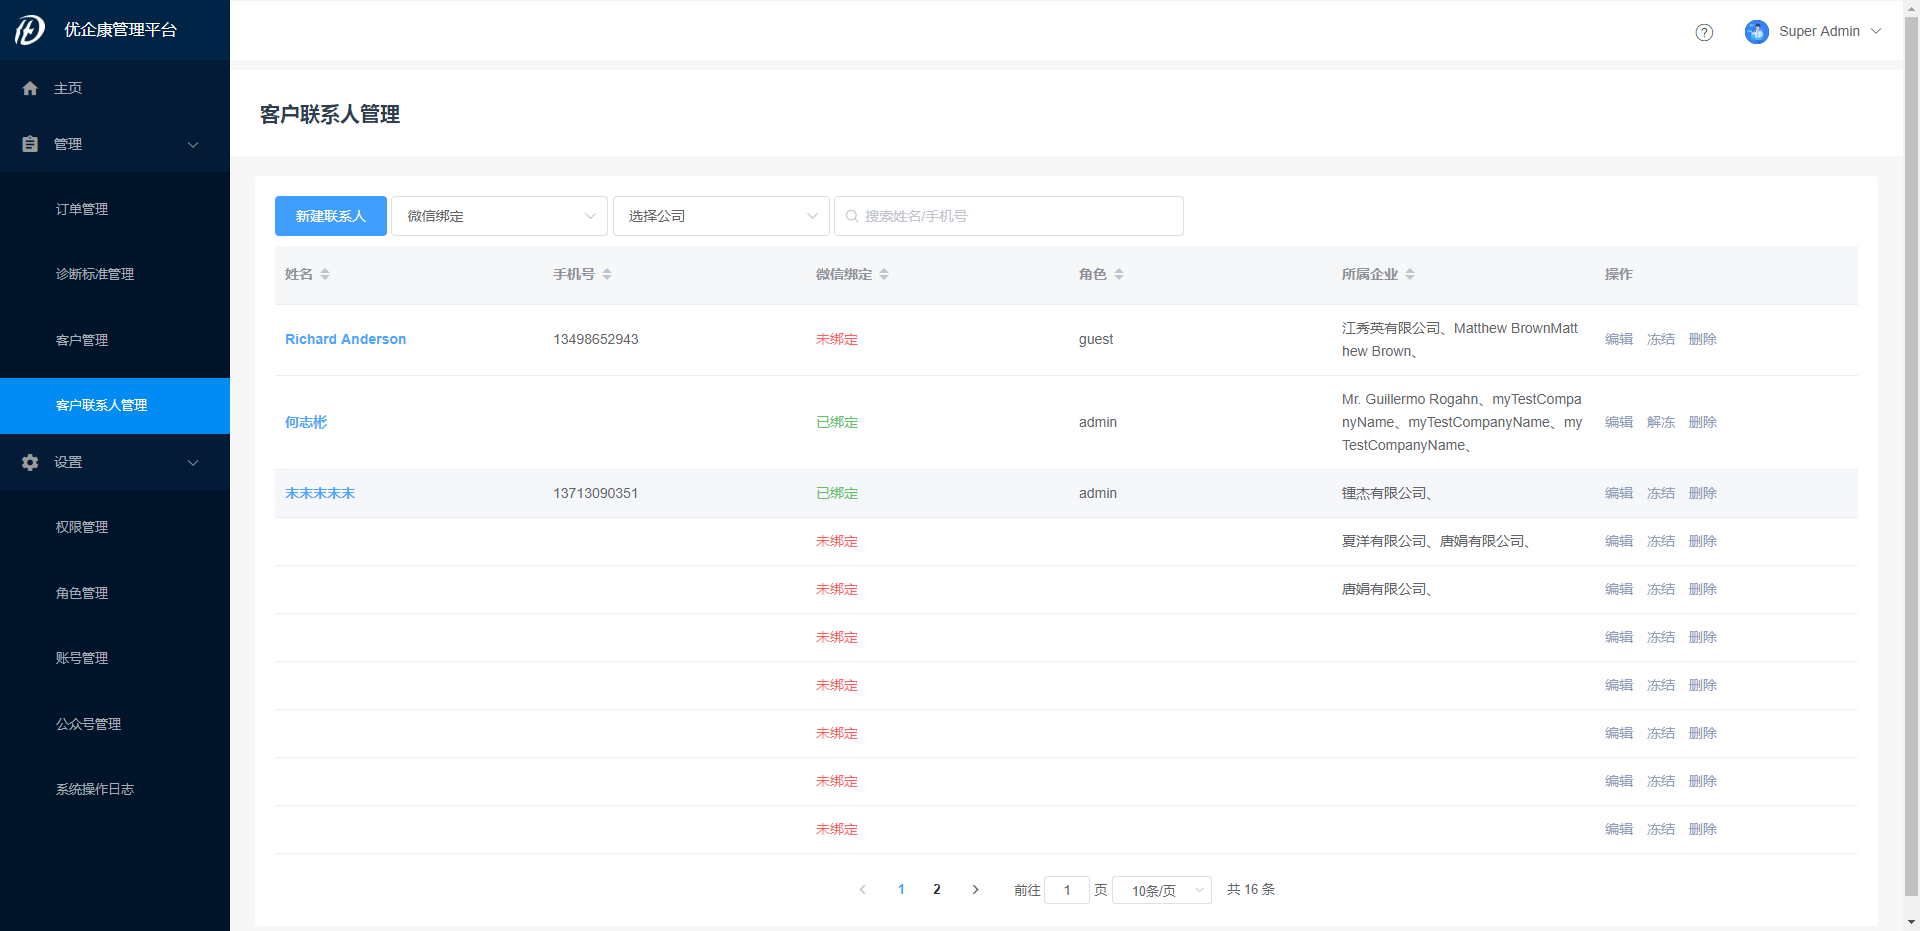 优企康管理平台
Super Admin
主页
管理
订单管理
诊断标准管理
客户管理
客户联系人管理
设置
权限管理
角色管理
账号管理
公众号管理
系统操作日志
客户联系人管理
新建联系人 微信绑定 选择公司 搜索姓名/手机号
姓名 手机号 微信绑定 角色 所属企业 操作
Richard Anderson 13498652943 未绑定 guest 江秀英有限公司、Matthew BrownMatt
hew Brown、 编辑 冻结 删除
何志彬 已绑定 admin Mr. Guillermo Rogahn、myTestCompa
nyName、myTestCompanyName、my
TestCompanyName、 编辑 解冻 删除
末末末末末 13713090351 已绑定 admin 锺杰有限公司、 编辑 冻结 删除
未绑定 夏洋有限公司、唐娟有限公司、 编辑 冻结 删除
未绑定 唐娟有限公司、 编辑 冻结 删除
未绑定 编辑 冻结 删除
未绑定 编辑 冻结 删除
未绑定 编辑 冻结 删除
未绑定 编辑 冻结 删除
未绑定 编辑 冻结 删除
1 2 前往 1 页 10条/页 共 16 条